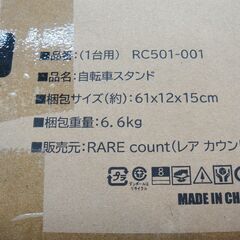 ■品名:(1台用) RC501-001
■品名:自転車スタンド
■梱包サイズ(約):61x12x15cm
■梱包重量:6.6kg
■販売元:RARE count(レア カウン
MADE IN CH